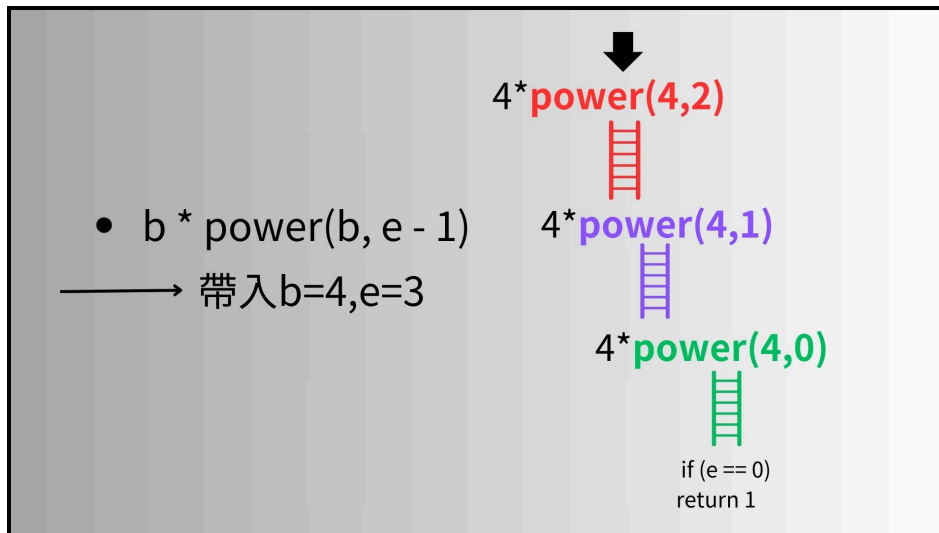 4*power(4,2)
• b * power(b, e - 1)
4*power(4,1)
帶入b=4,e=3
4*power(4,0)
if (e == 0)
return 1